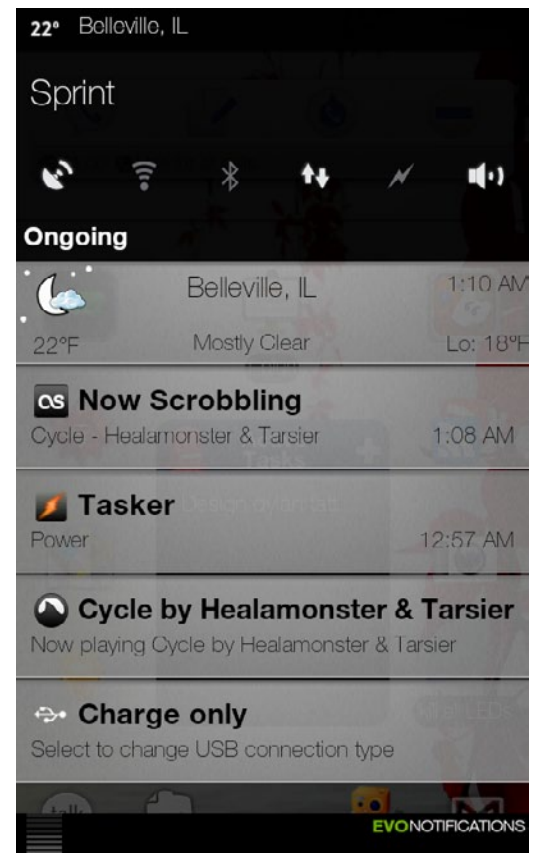 22° Belleville, IL
Sprint
Ongoing
Belleville, IL 1:10 AM
22°F Mostly Clear Lo: 18°F
Now Scrobbling
Cycle - Healamonster & Tarsier 1:08 AM
Tasks
Tasker
Power 12:57 AM
Cycle by Healamonster & Tarsier
Now playing Cycle by Healamonster & Tarsier
Charge only
Select to change USB connection type
talk
EVONOTIFICATIONS